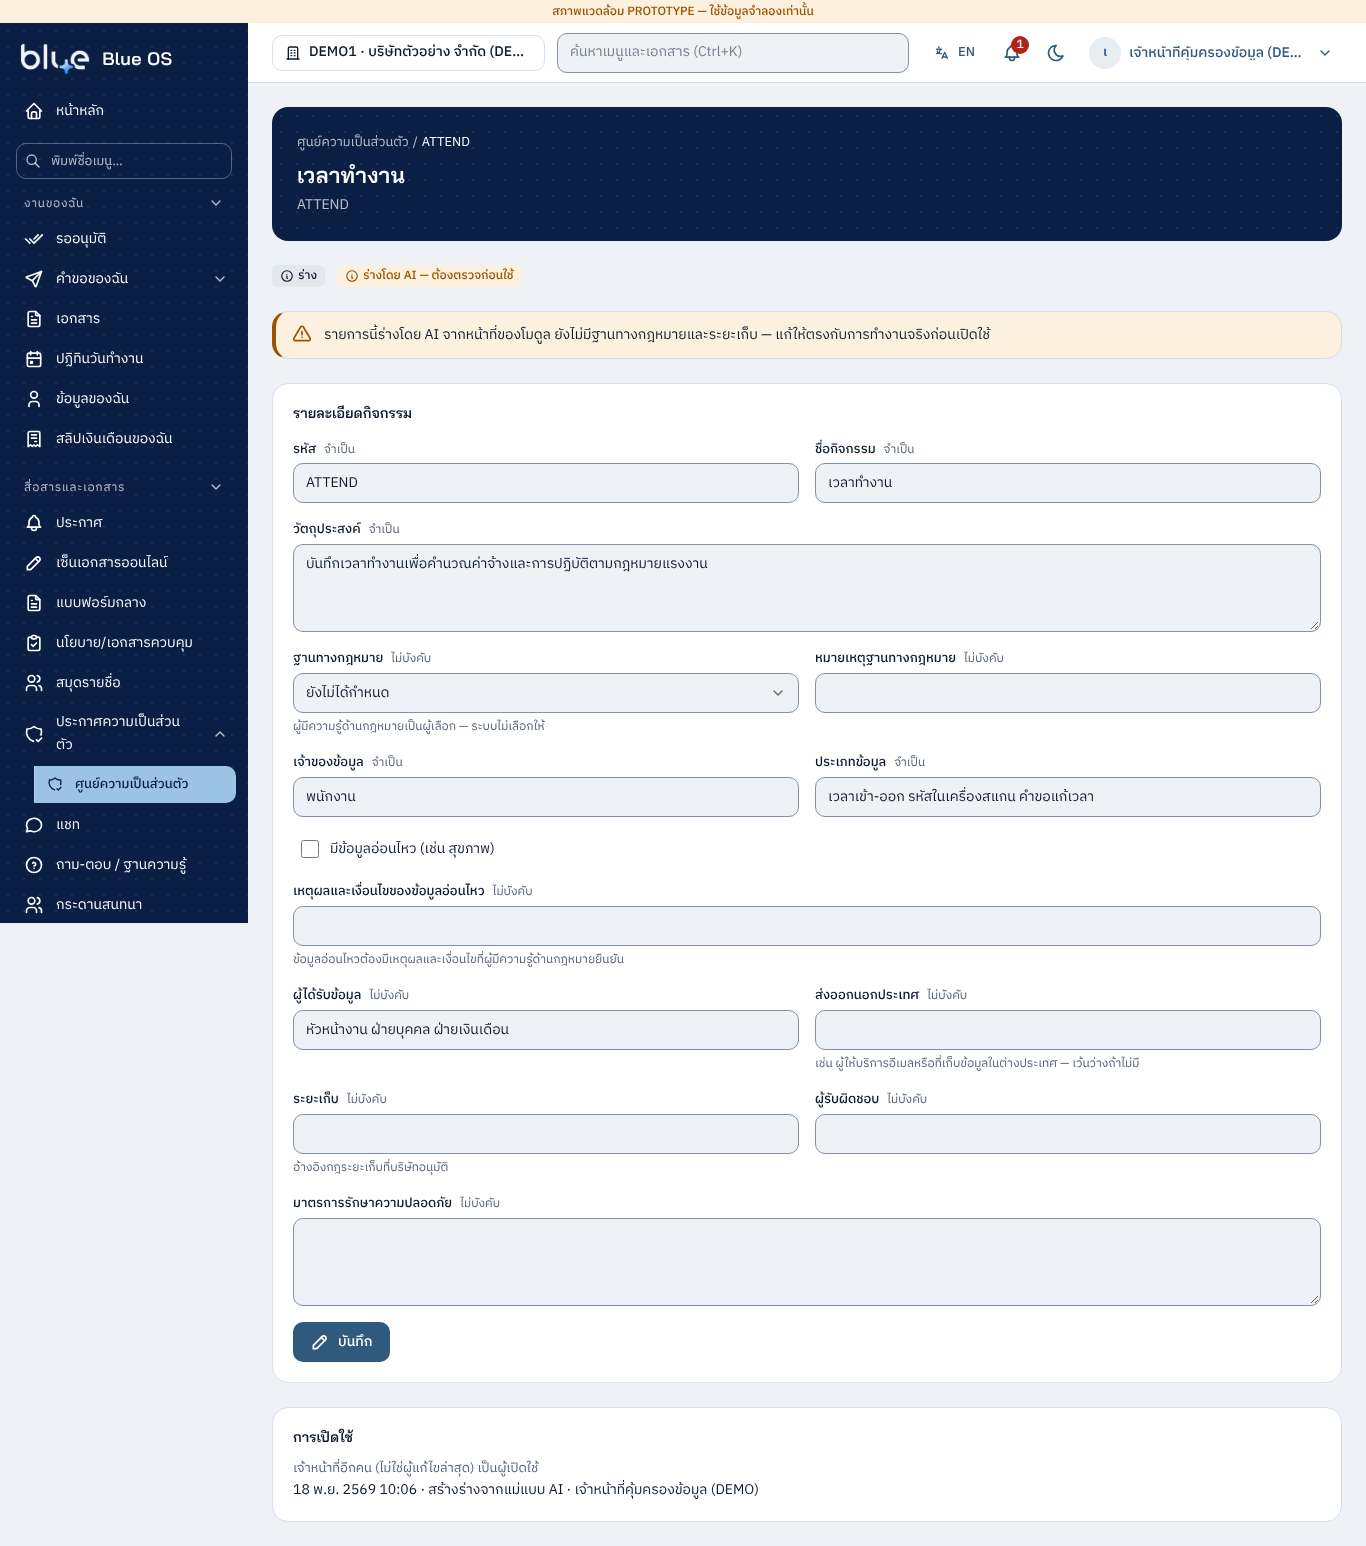 สภาพแวดล้อม PROTOTYPE — ใช้ข้อมูลจำลองเท่านั้น
blue Blue OS
DEMO1 · บริษัทตัวอย่าง จำกัด (DE...
ค้นหาเมนูและเอกสาร (Ctrl+K)
EN
1
เ
เจ้าหน้าที่คุ้มครองข้อมูล (DE...
หน้าหลัก
พิมพ์ชื่อเมนู...
งานของฉัน
รออนุมัติ
คำขอของฉัน
เอกสาร
ปฏิทินวันทำงาน
ข้อมูลของฉัน
สลิปเงินเดือนของฉัน
สื่อสารและเอกสาร
ประกาศ
เซ็นเอกสารออนไลน์
แบบฟอร์มกลาง
นโยบาย/เอกสารควบคุม
สมุดรายชื่อ
ประกาศความเป็นส่วน
ตัว
ศูนย์ความเป็นส่วนตัว
แชท
ถาม-ตอบ / ฐานความรู้
กระดานสนทนา
ศูนย์ความเป็นส่วนตัว / ATTEND
เวลาทำงาน
ATTEND
ร่าง
ร่างโดย AI — ต้องตรวจก่อนใช้
รายการนี้ร่างโดย AI จากหน้าที่ของโมดูล ยังไม่มีฐานทางกฎหมายและระยะเก็บ — แก้ให้ตรงกับการทำงานจริงก่อนเปิดใช้
รายละเอียดกิจกรรม
รหัส จำเป็น
ชื่อกิจกรรม จำเป็น
ATTEND
เวลาทำงาน
วัตถุประสงค์ จำเป็น
บันทึกเวลาทำงานเพื่อคำนวณค่าจ้างและการปฏิบัติตามกฎหมายแรงงาน
ฐานทางกฎหมาย ไม่บังคับ
หมายเหตุฐานทางกฎหมาย ไม่บังคับ
ยังไม่ได้กำหนด
ผู้มีความรู้ด้านกฎหมายเป็นผู้เลือก — ระบบไม่เลือกให้
เจ้าของข้อมูล จำเป็น
ประเภทข้อมูล จำเป็น
พนักงาน
เวลาเข้า-ออก รหัสในเครื่องสแกน คำขอแก้เวลา
มีข้อมูลอ่อนไหว (เช่น สุขภาพ)
เหตุผลและเงื่อนไขของข้อมูลอ่อนไหว ไม่บังคับ
ข้อมูลอ่อนไหวต้องมีเหตุผลและเงื่อนไขที่ผู้มีความรู้ด้านกฎหมายยืนยัน
ผู้ได้รับข้อมูล ไม่บังคับ
ส่งออกนอกประเทศ ไม่บังคับ
หัวหน้างาน ฝ่ายบุคคล ฝ่ายเงินเดือน
เช่น ผู้ให้บริการอีเมลหรือที่เก็บข้อมูลในต่างประเทศ — เว้นว่างถ้าไม่มี
ระยะเก็บ ไม่บังคับ
ผู้รับผิดชอบ ไม่บังคับ
อ้างอิงกฎระยะเก็บที่บริษัทอนุมัติ
มาตรการรักษาความปลอดภัย ไม่บังคับ
บันทึก
การเปิดใช้
เจ้าหน้าที่อีกคน (ไม่ใช่ผู้แก้ไขล่าสุด) เป็นผู้เปิดใช้
18 พ.ย. 2569 10:06 · สร้างร่างจากแม่แบบ AI · เจ้าหน้าที่คุ้มครองข้อมูล (DEMO)